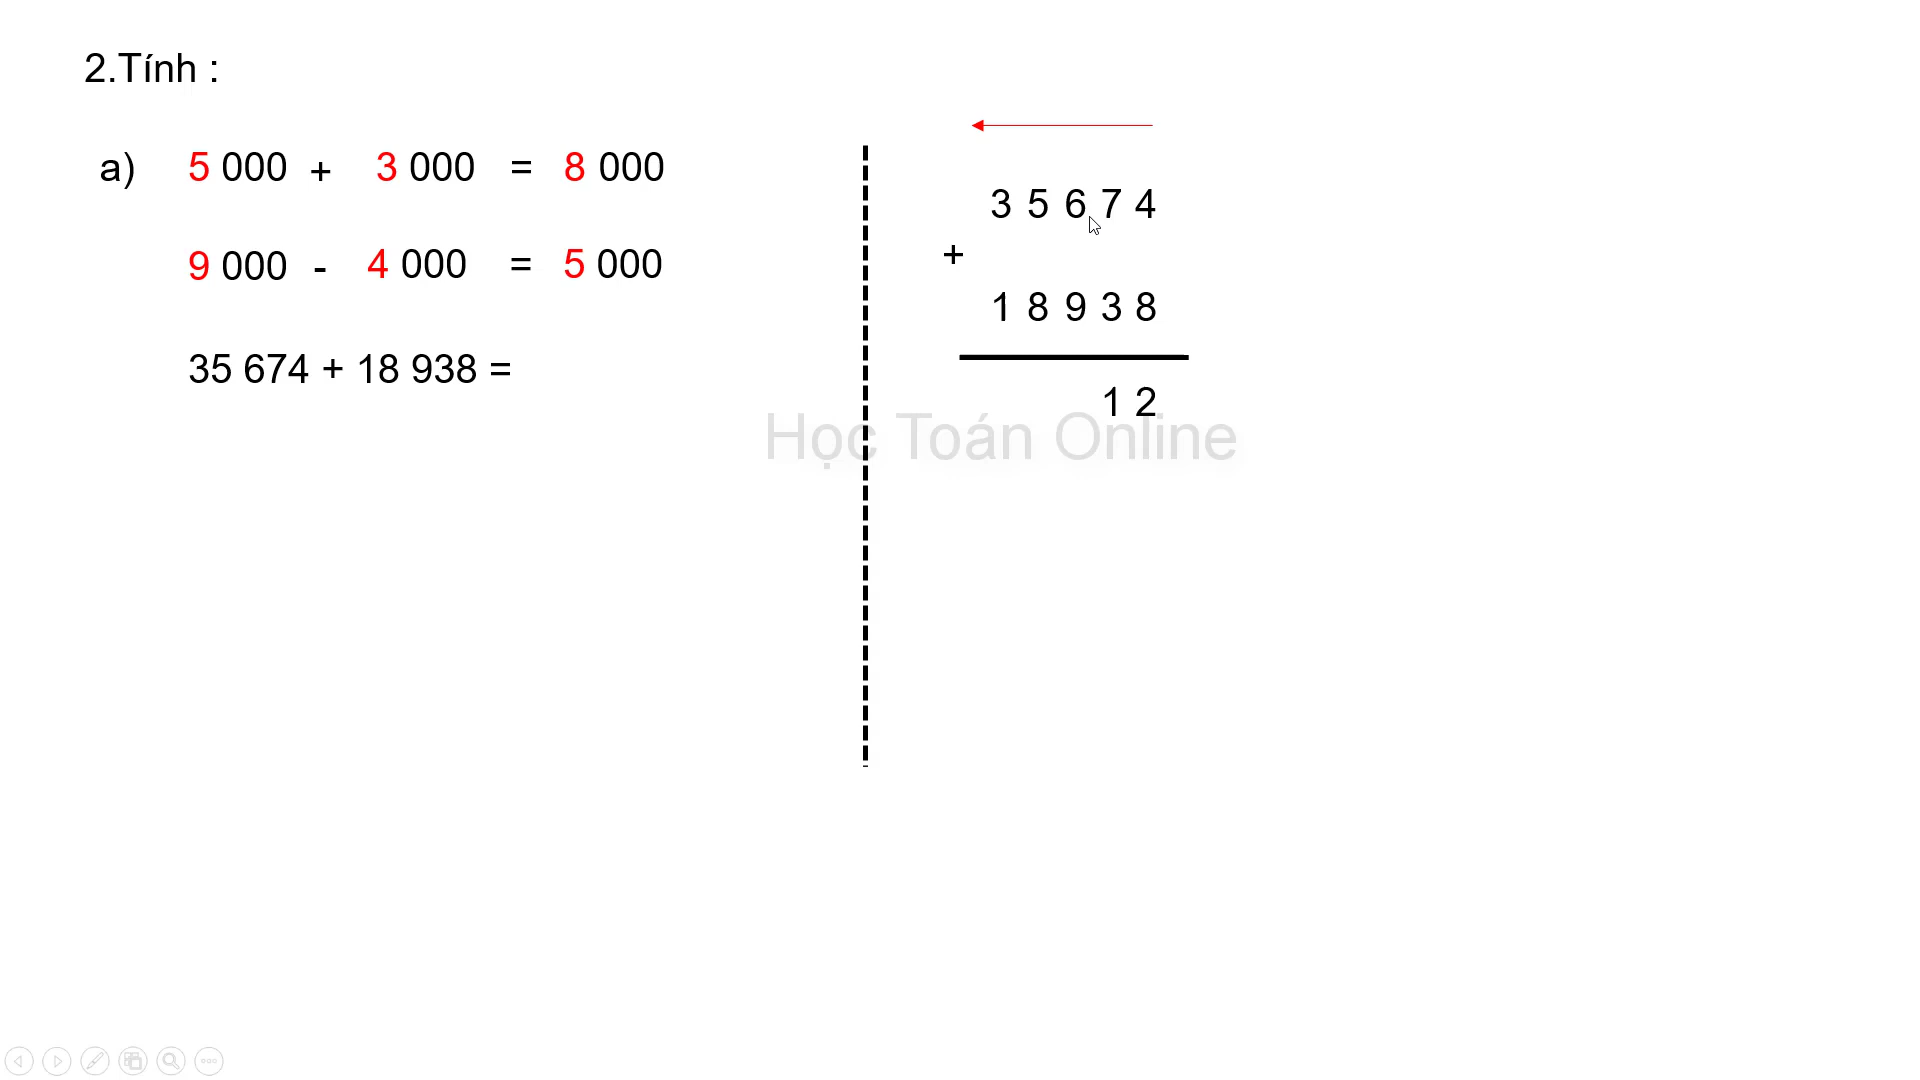 2.Tính :
a) 5 000 + 3 000 = 8 000
9 000 - 4 000 = 5 000
35 674 + 18 938 =
3 5 6 7 4
+
1 8 9 3 8
1 2
Học Toán Online